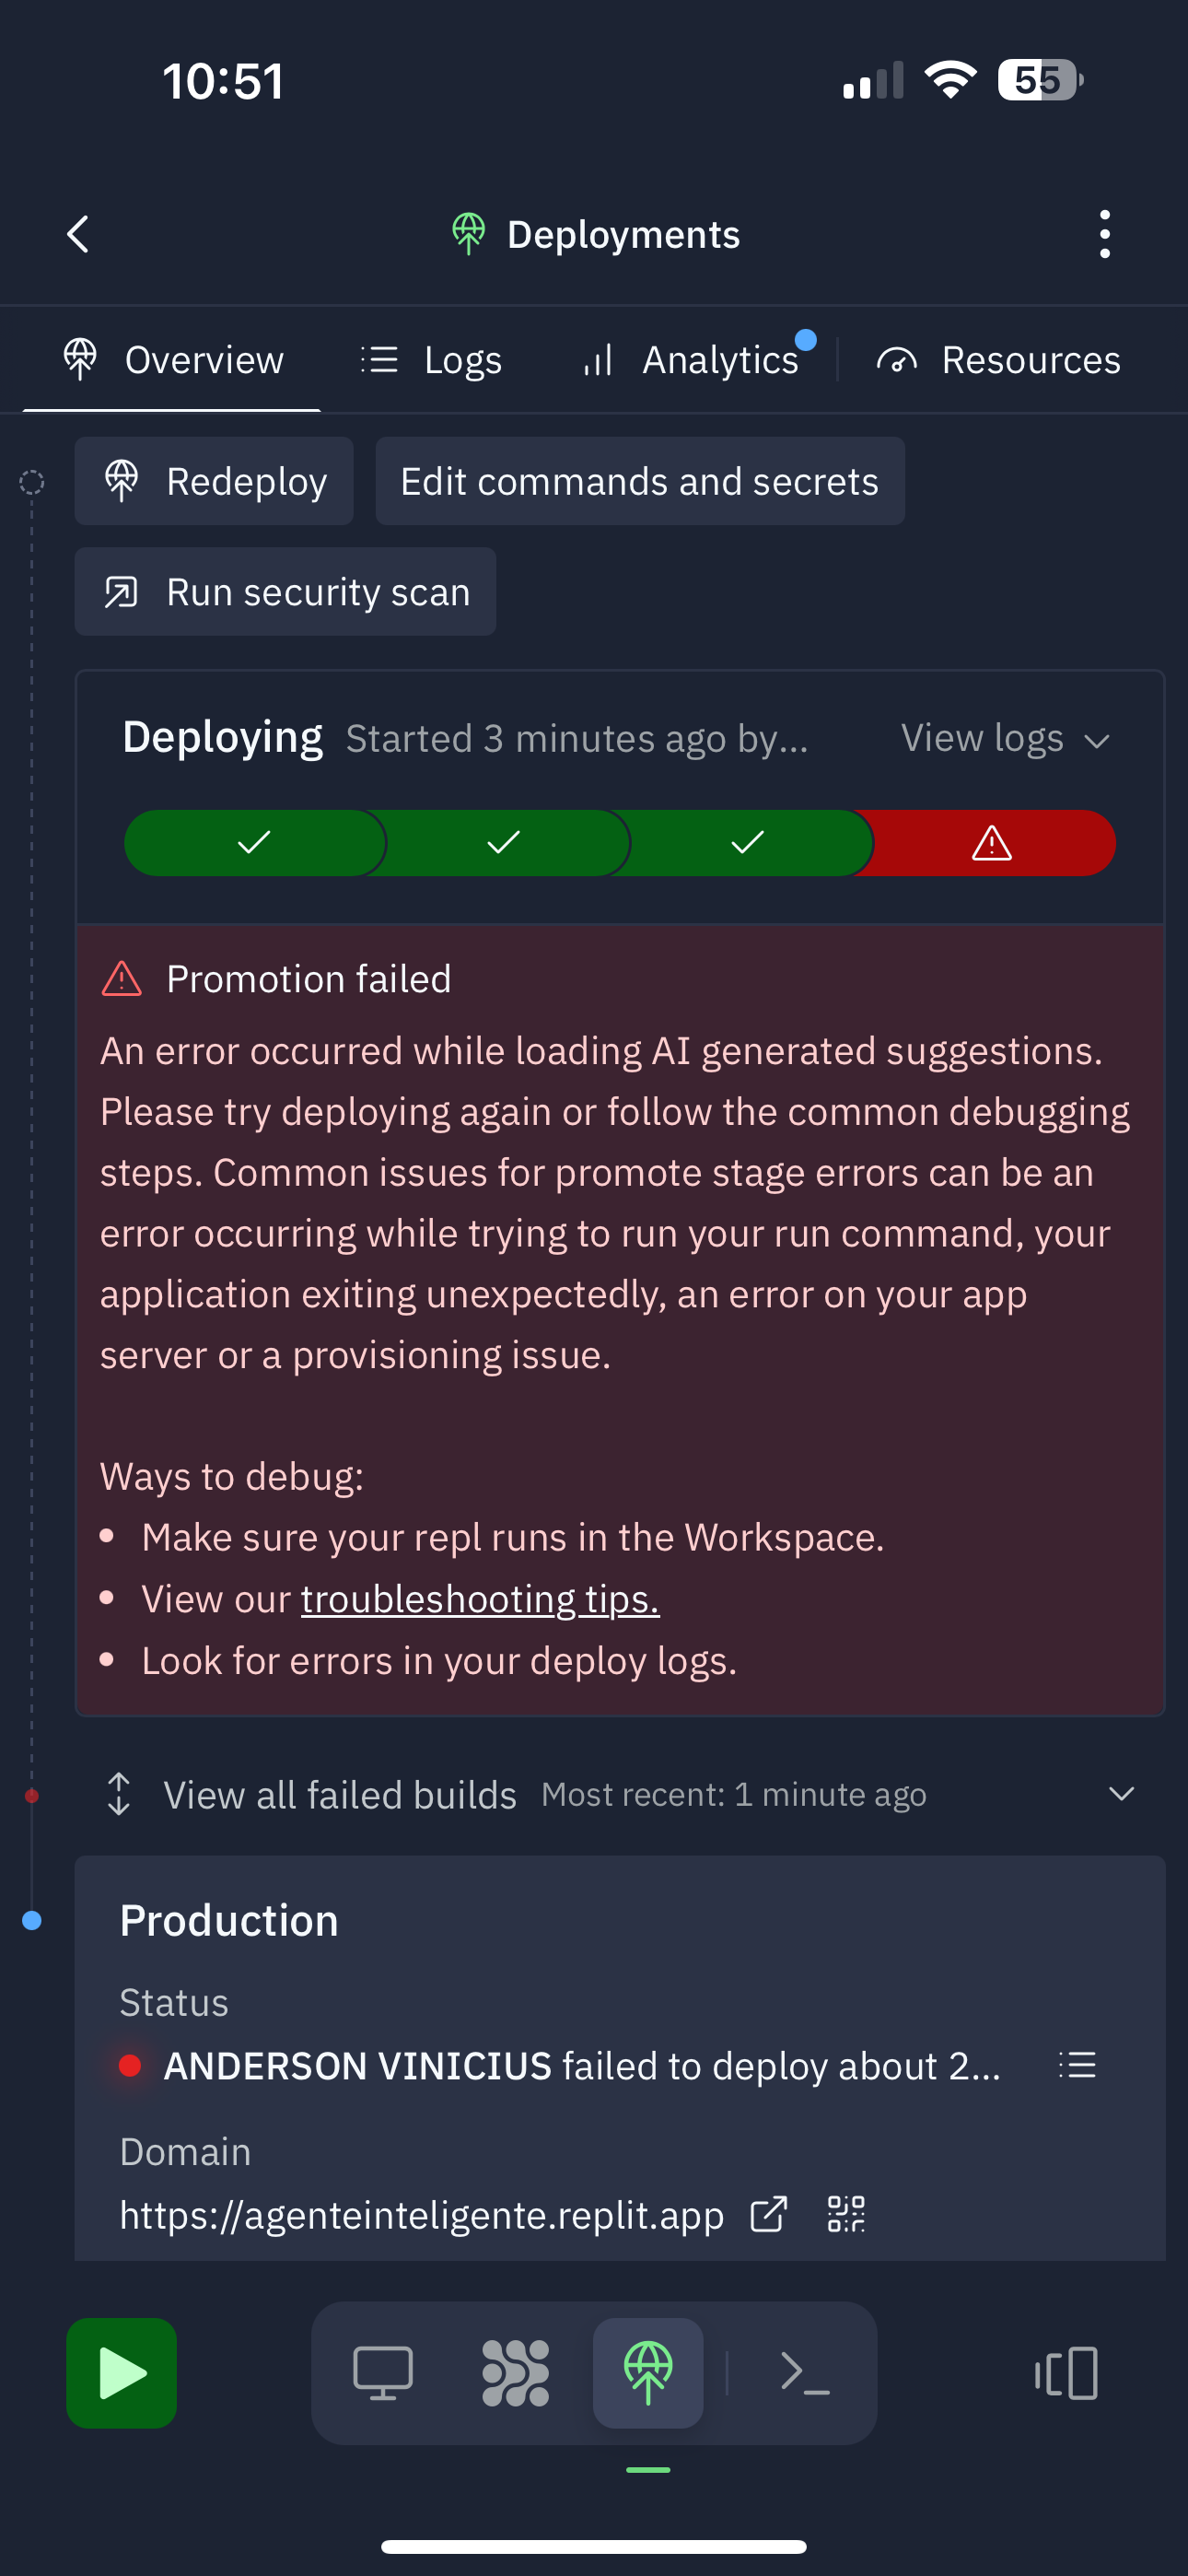 10:51
55
Deployments
Overview
Logs
Analytics
Resources
Redeploy
Edit commands and secrets
Run security scan
Deploying Started 3 minutes ago by...
View logs
Promotion failed
An error occurred while loading AI generated suggestions.
Please try deploying again or follow the common debugging
steps. Common issues for promote stage errors can be an
error occurring while trying to run your run command, your
application exiting unexpectedly, an error on your app
server or a provisioning issue.
Ways to debug:
• Make sure your repl runs in the Workspace.
• View our troubleshooting tips.
• Look for errors in your deploy logs.
View all failed builds Most recent: 1 minute ago
Production
Status
ANDERSON VINICIUS failed to deploy about 2...
Domain
https://agenteinteligente.replit.app